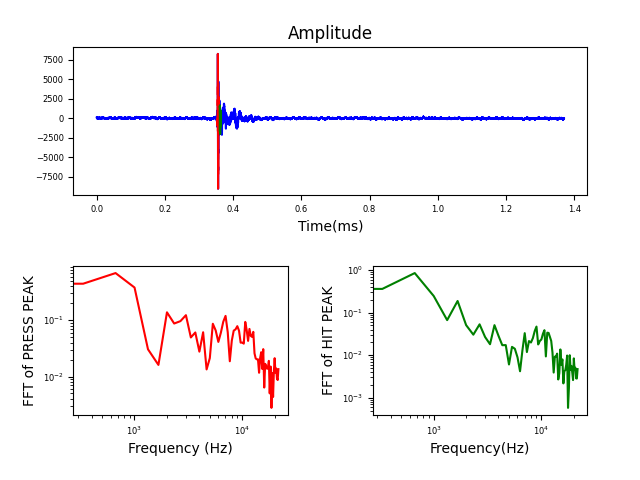 Amplitude
7500
5000
2500
0
−2500
−5000
−7500
0.0 0.2 0.4 0.6 0.8 1.0 1.2 1.4
Time(ms)
FFT of PRESS PEAK
10⁻¹
10⁻²
10³ 10⁴
Frequency (Hz)
FFT of HIT PEAK
10⁰
10⁻¹
10⁻²
10⁻³
10³ 10⁴
Frequency(Hz)